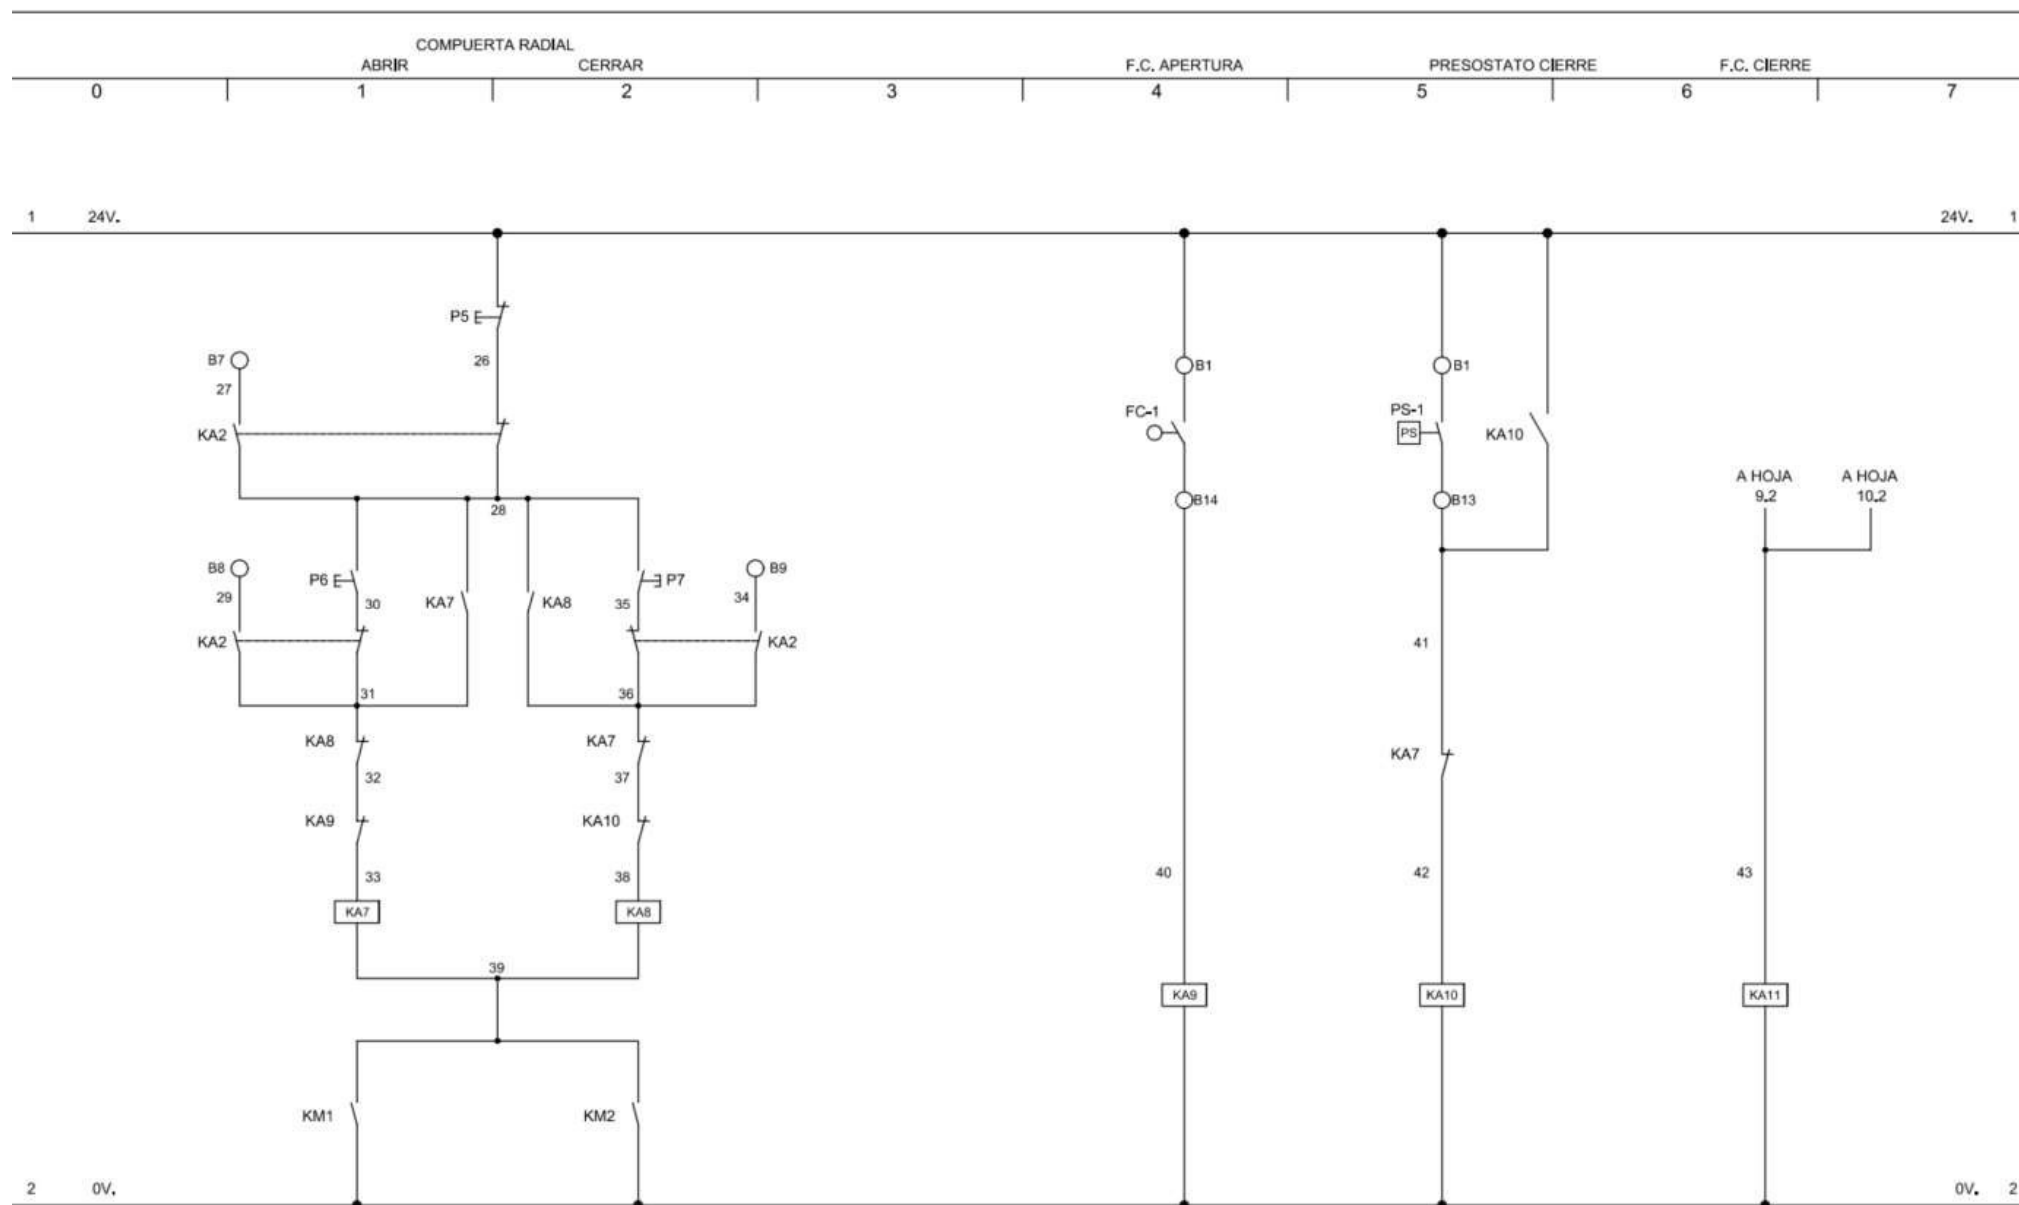 COMPUERTA RADIAL
ABRIR CERRAR F.C. APERTURA PRESOSTATO CIERRE F.C. CIERRE
0 1 2 3 4 5 6 7
1 24V. 24V. 1
P5
B7 26 B1 B1
27
FC-1 PS-1
KA2 PS KA10
A HOJA A HOJA
9.2 10.2
28 B14 B13
B8 P6 P7 B9
29 30 KA7 KA8 35 34
KA2 KA2 41
31 36
KA8 KA7 KA7
32 37
KA9 KA10
33 38 40 42 43
KA7 KA8
39
KA9 KA10 KA11
KM1 KM2
2 0V. 0V. 2